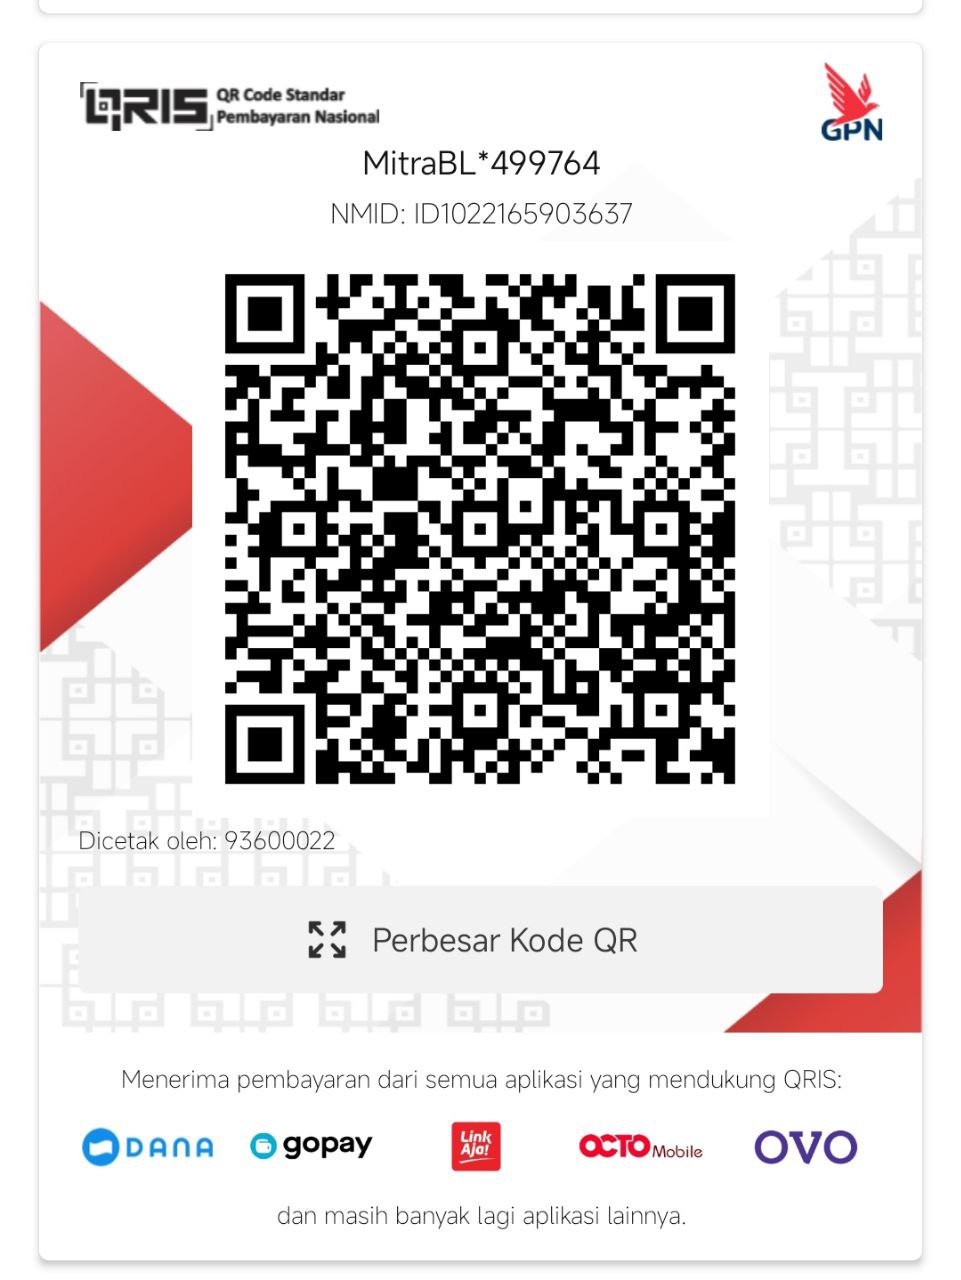 QRIS QR Code Standar
Pembayaran Nasional
GPN
MitraBL*499764
NMID: ID1022165903637
Dicetak oleh: 93600022
Perbesar Kode QR
Menerima pembayaran dari semua aplikasi yang mendukung QRIS:
DANA gopay Link Aja! OCTO Mobile OVO
dan masih banyak lagi aplikasi lainnya.